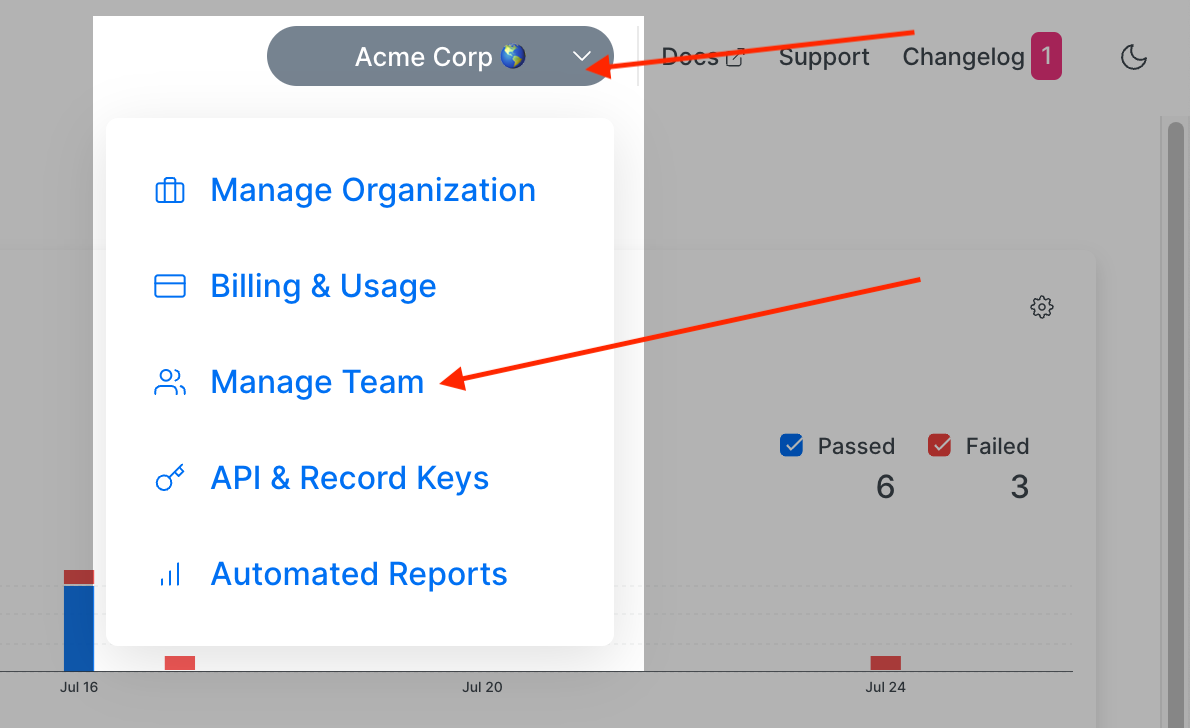 Acme Corp 🌎 Docs Support Changelog 1
Manage Organization
Billing & Usage
Manage Team
API & Record Keys
Automated Reports
Passed Failed
6 3
Jul 16 Jul 20 Jul 24